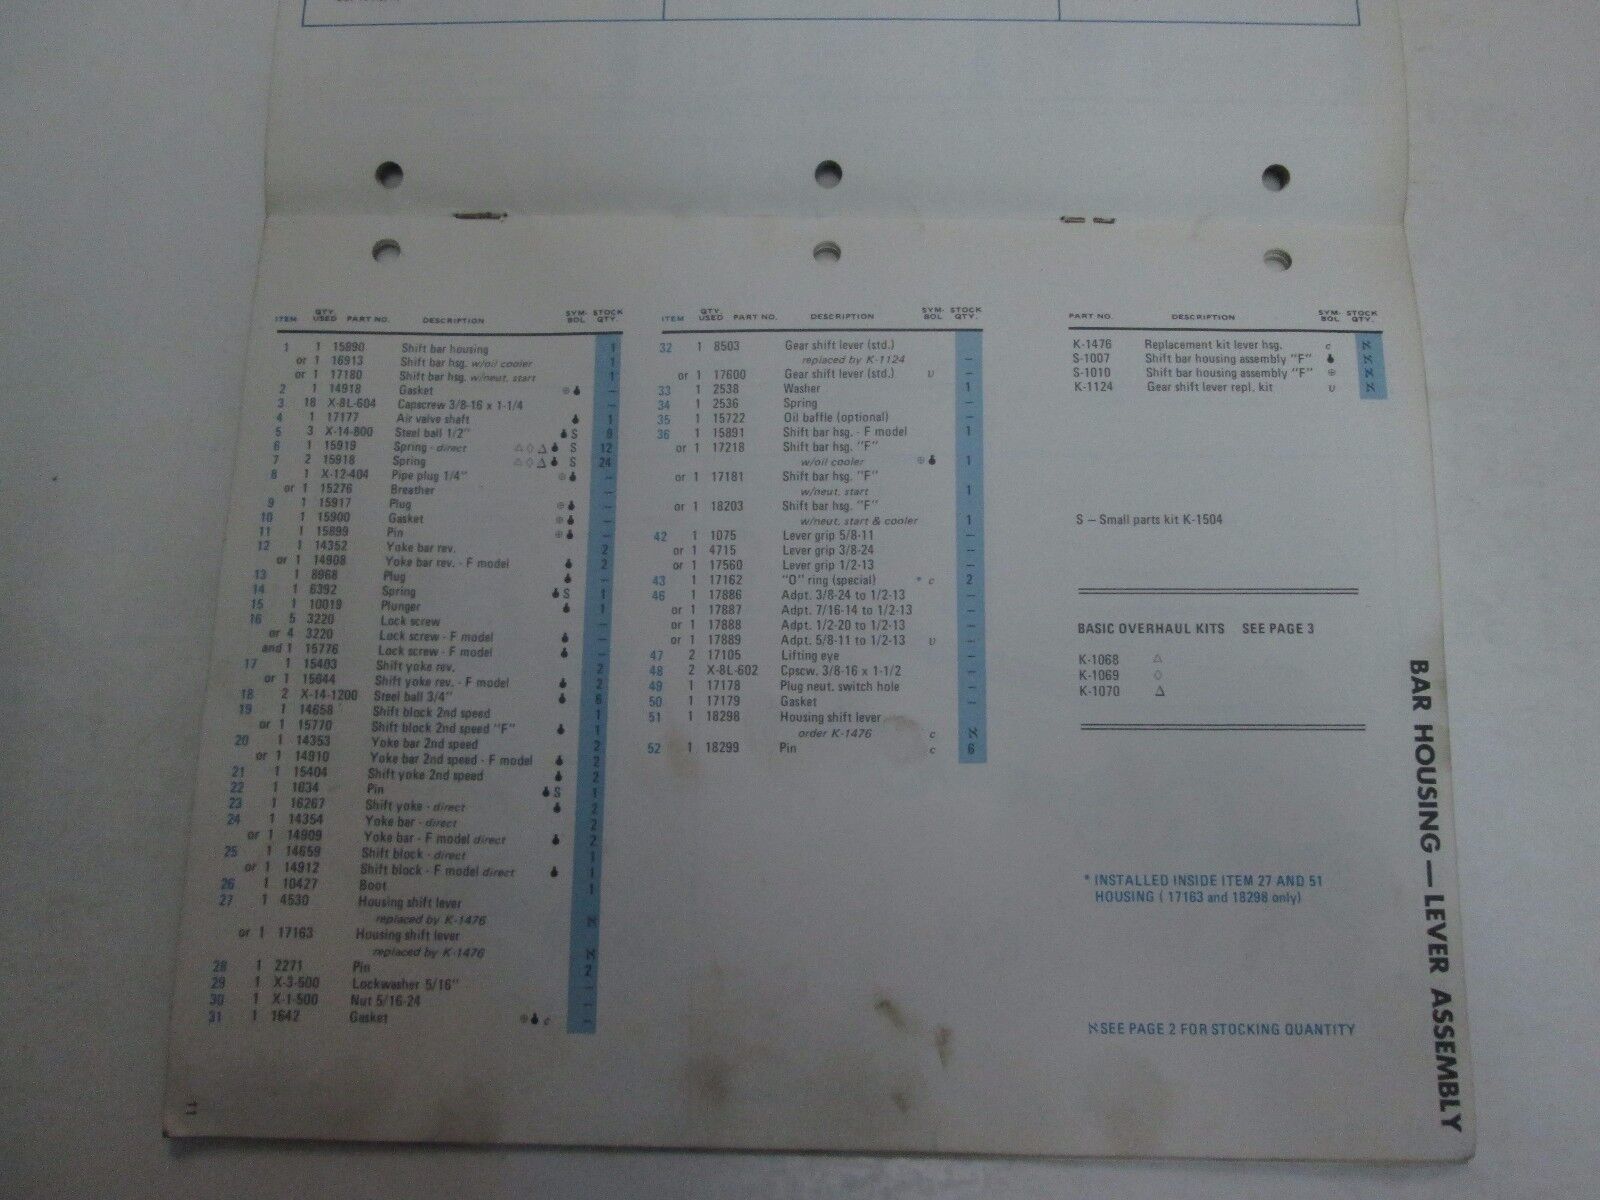 ITEM QTY. USED PART NO. DESCRIPTION SYM-BOL STOCK QTY.
1 1 15890 Shift bar housing 1
or 1 16913 Shift bar hsg. w/oil cooler 1
or 1 17180 Shift bar hsg. w/neut. start 1
2 1 14918 Gasket ⊕ –
3 18 X-8L-604 Capscrew 3/8-16 x 1-1/4 –
4 1 17177 Air valve shaft 1
5 3 X-14-800 Steel ball 1/2" S 9
6 1 15919 Spring - direct △ ◊ △ S 12
7 2 15918 Spring △ ◊ △ S 24
8 1 X-12-404 Pipe plug 1/4" ⊕ –
or 1 15276 Breather –
9 1 15917 Plug ⊕ –
10 1 15900 Gasket ⊕ –
11 1 15899 Pin ⊕ –
12 1 14352 Yoke bar rev. 2
or 1 14908 Yoke bar rev. - F model 2
13 1 8968 Plug –
14 1 6392 Spring S 1
15 1 10019 Plunger 1
16 5 3220 Lock screw –
or 4 3220 Lock screw - F model –
and 1 15776 Lock screw - F model –
17 1 15403 Shift yoke rev. 2
or 1 15644 Shift yoke rev. - F model 2
18 2 X-14-1200 Steel ball 3/4" 6
19 1 14658 Shift block 2nd speed 1
or 1 15770 Shift block 2nd speed "F" 1
20 1 14353 Yoke bar 2nd speed 2
or 1 14910 Yoke bar 2nd speed - F model 2
21 1 15404 Shift yoke 2nd speed 2
22 1 1634 Pin S 1
23 1 16267 Shift yoke - direct 2
24 1 14354 Yoke bar - direct 2
or 1 14909 Yoke bar - F model direct 2
25 1 14659 Shift block - direct 1
or 1 14912 Shift block - F model direct 1
26 1 10427 Boot 1
27 1 4530 Housing shift lever
replaced by K-1476 ℵ
or 1 17163 Housing shift lever
replaced by K-1476 ℵ
28 1 2271 Pin 2
29 1 X-3-500 Lockwasher 5/16" –
30 1 X-1-500 Nut 5/16-24 –
31 1 1642 Gasket ⊕ c –
ITEM QTY. USED PART NO. DESCRIPTION SYM-BOL STOCK QTY.
32 1 8503 Gear shift lever (std.)
replaced by K-1124 –
or 1 17600 Gear shift lever (std.) υ –
33 1 2538 Washer 1
34 1 2536 Spring –
35 1 15722 Oil baffle (optional) –
36 1 15891 Shift bar hsg. - F model 1
or 1 17218 Shift bar hsg. "F"
w/oil cooler ⊕ 1
or 1 17181 Shift bar hsg. "F"
w/neut. start 1
or 1 18203 Shift bar hsg. "F"
w/neut. start & cooler 1
42 1 1075 Lever grip 5/8-11 –
or 1 4715 Lever grip 3/8-24 –
or 1 17560 Lever grip 1/2-13 –
43 1 17162 "O" ring (special) * c 2
46 1 17886 Adpt. 3/8-24 to 1/2-13 –
or 1 17887 Adpt. 7/16-14 to 1/2-13 –
or 1 17888 Adpt. 1/2-20 to 1/2-13 –
or 1 17889 Adpt. 5/8-11 to 1/2-13 υ –
47 2 17105 Lifting eye –
48 2 X-8L-602 Cpscw. 3/8-16 x 1-1/2 –
49 1 17178 Plug neut. switch hole –
50 1 17179 Gasket –
51 1 18298 Housing shift lever
order K-1476 c ℵ
52 1 18299 Pin c 6
PART NO. DESCRIPTION SYM-BOL STOCK QTY.
K-1476 Replacement kit lever hsg. c ℵ
S-1007 Shift bar housing assembly "F" ℵ
S-1010 Shift bar housing assembly "F" ⊕ ℵ
K-1124 Gear shift lever repl. kit υ ℵ
S – Small parts kit K-1504
BASIC OVERHAUL KITS SEE PAGE 3
K-1068 △
K-1069 ◊
K-1070 △
* INSTALLED INSIDE ITEM 27 AND 51
HOUSING ( 17163 and 18298 only)
ℵ SEE PAGE 2 FOR STOCKING QUANTITY
BAR HOUSING—LEVER ASSEMBLY
11